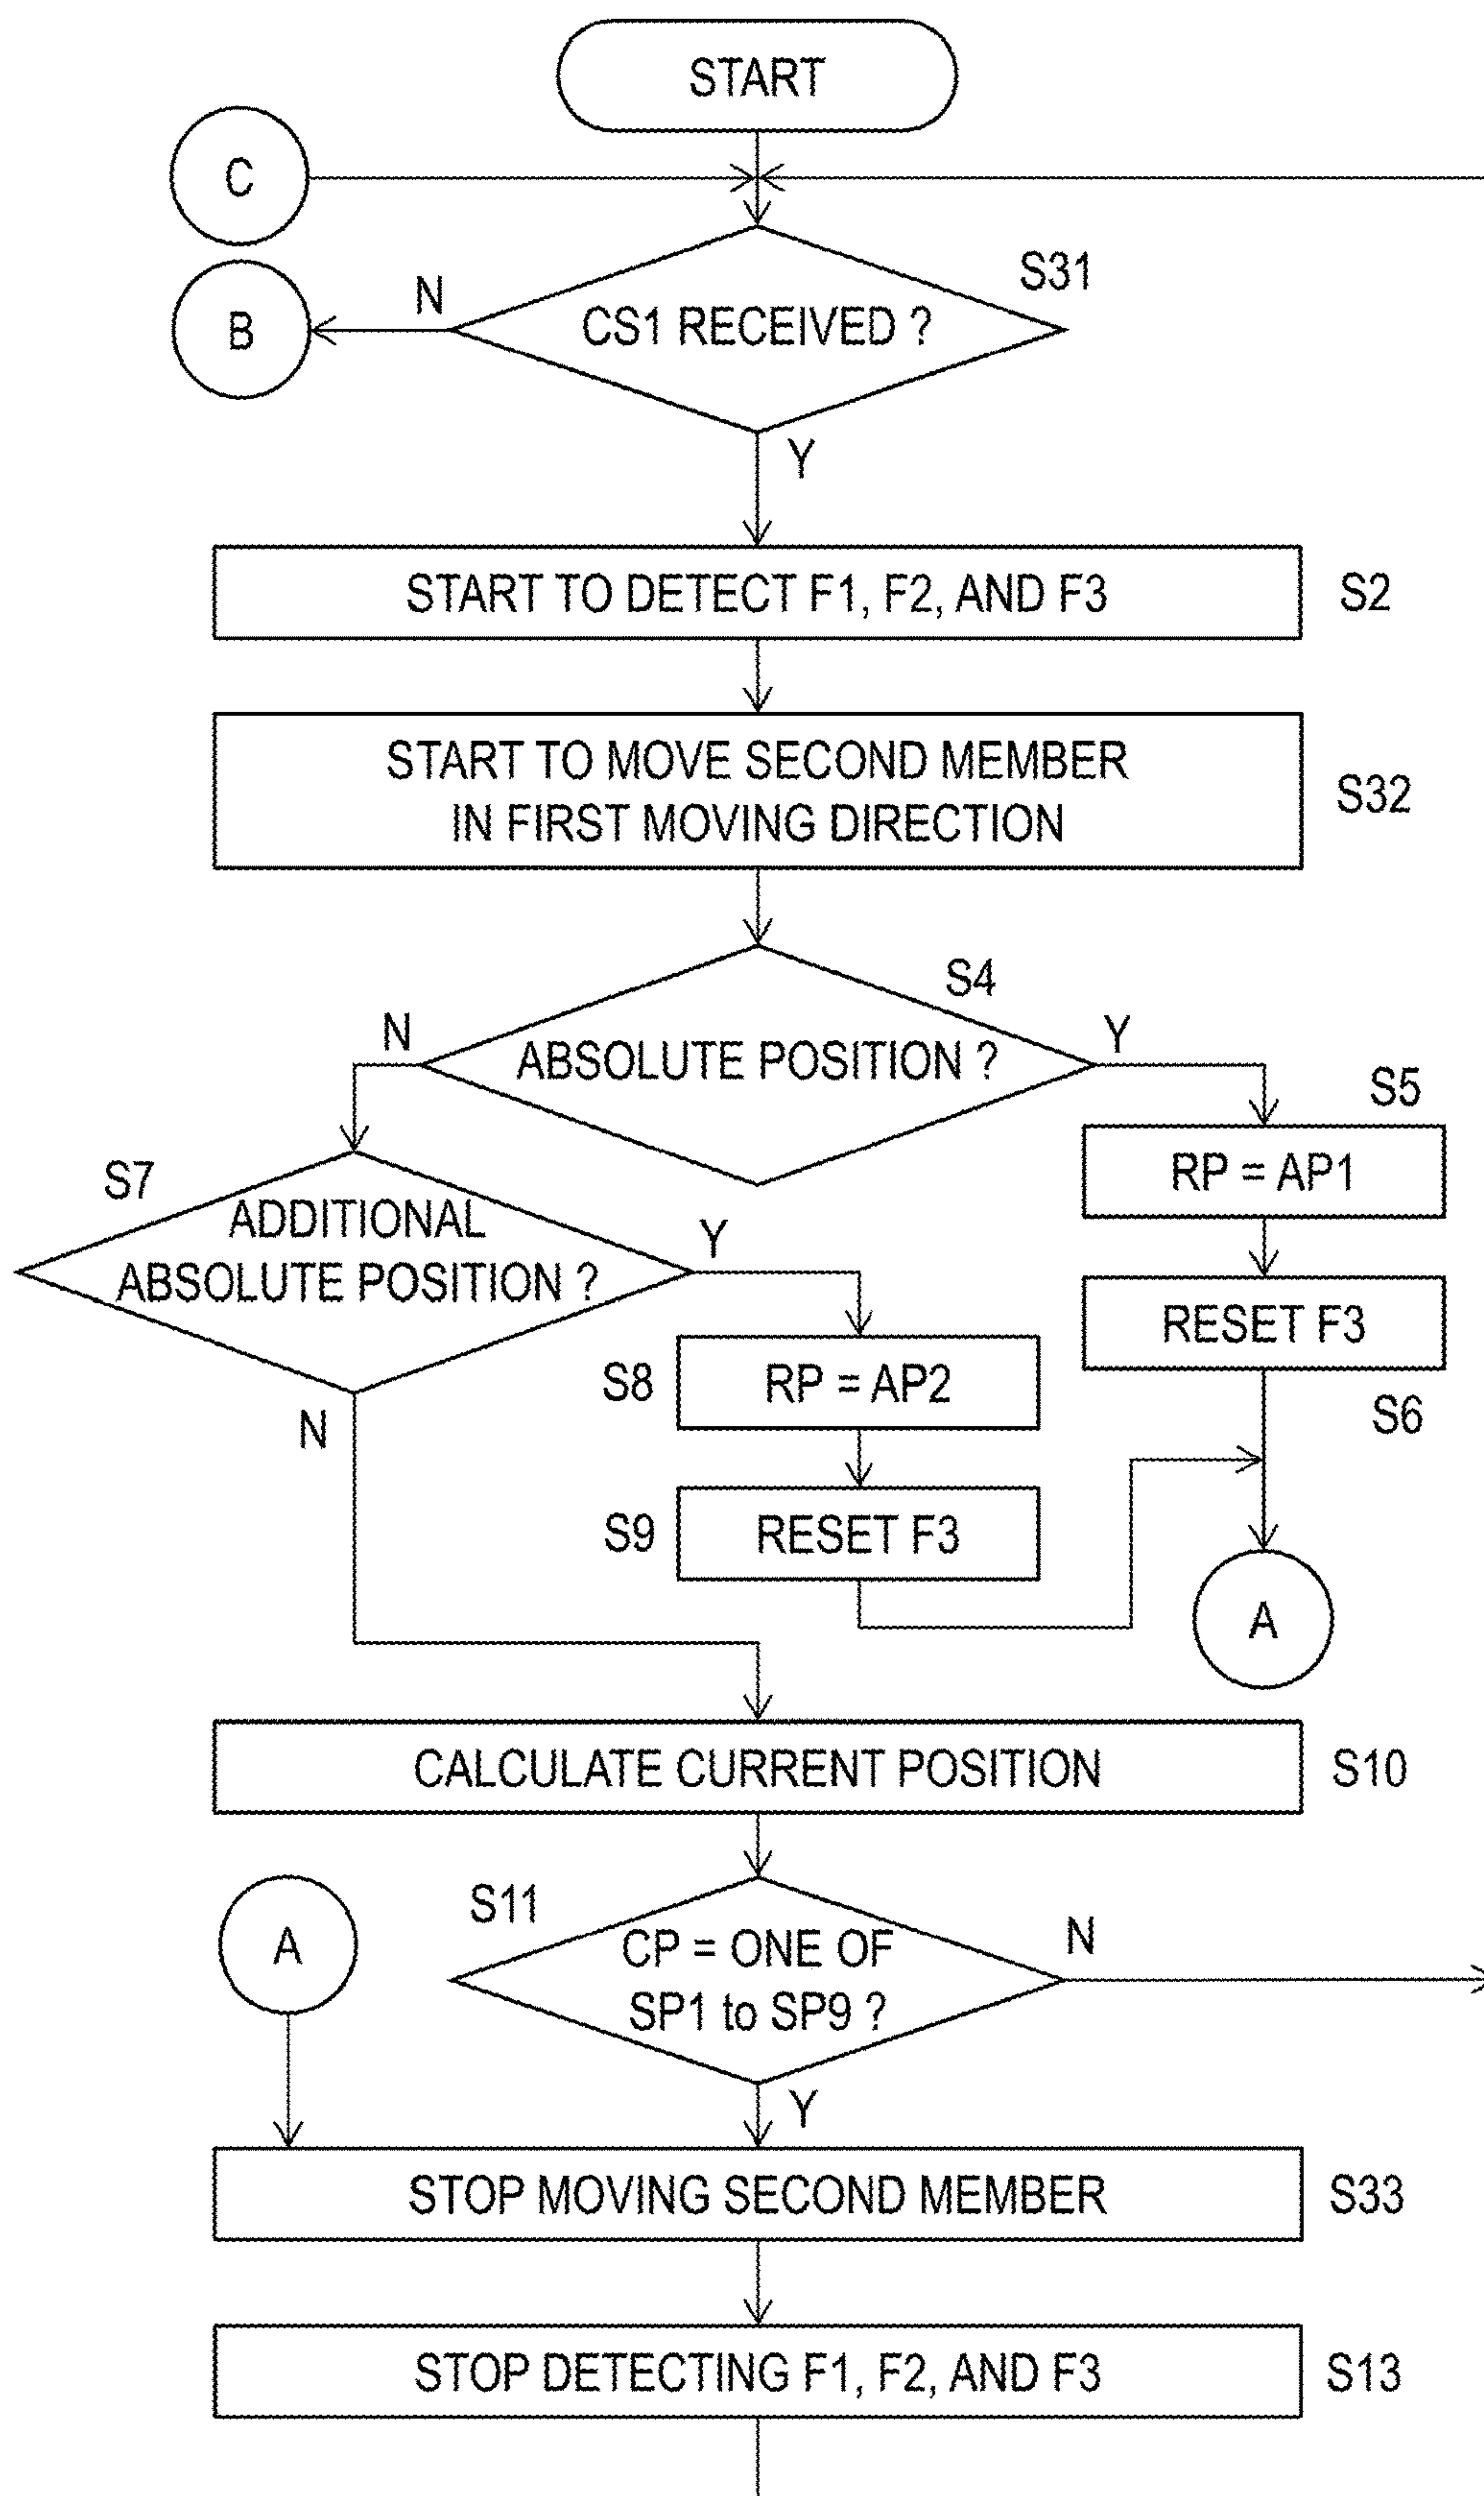 START
C
S31
N
B
CS1 RECEIVED ?
Y
START TO DETECT F1, F2, AND F3
S2
START TO MOVE SECOND MEMBER
IN FIRST MOVING DIRECTION
S32
S4
N
ABSOLUTE POSITION ?
Y
S5
RP = AP1
S7
ADDITIONAL
ABSOLUTE POSITION ?
Y
RESET F3
S6
S8
RP = AP2
N
S9
RESET F3
A
CALCULATE CURRENT POSITION
S10
A
S11
CP = ONE OF
SP1 to SP9 ?
N
Y
STOP MOVING SECOND MEMBER
S33
STOP DETECTING F1, F2, AND F3
S13